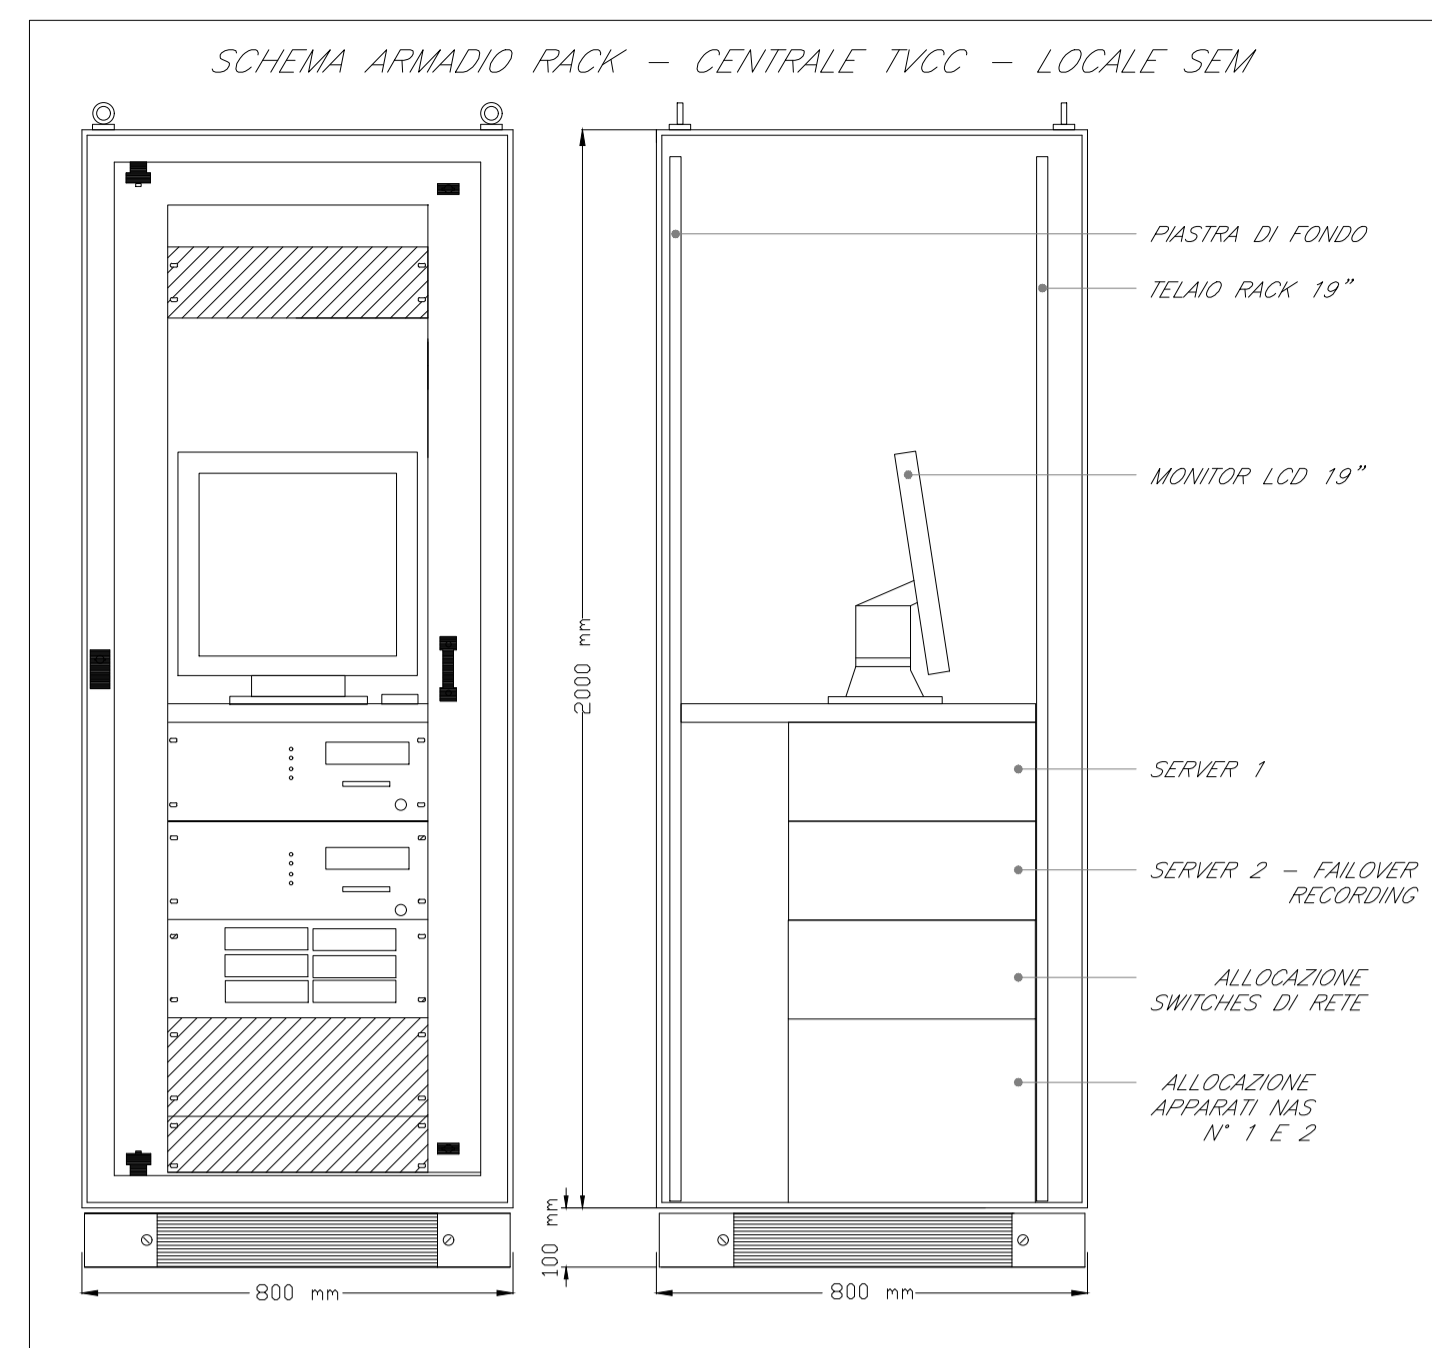 SCHEMA ARMADIO RACK – CENTRALE TVCC – LOCALE SEM
PIASTRA DI FONDO
TELAIO RACK 19"
MONITOR LCD 19"
2000 mm
SERVER 1
SERVER 2 – FAILOVER
RECORDING
ALLOCAZIONE
SWITCHES DI RETE
ALLOCAZIONE
APPARATI NAS
N° 1 E 2
100 mm
800 mm
800 mm